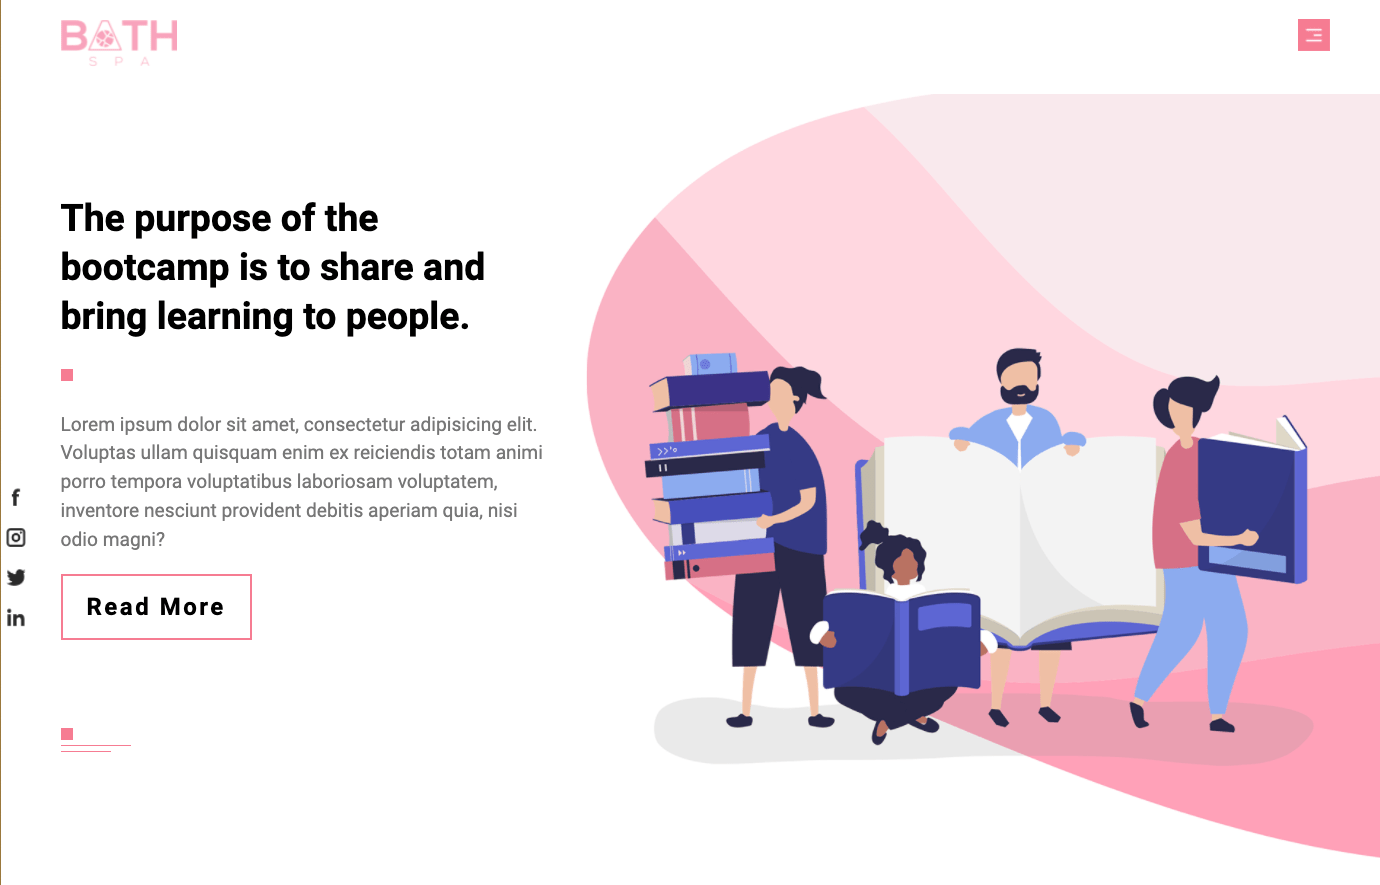 BATH
SPA
The purpose of the
bootcamp is to share and
bring learning to people.
Lorem ipsum dolor sit amet, consectetur adipisicing elit.
Voluptas ullam quisquam enim ex reiciendis totam animi
porro tempora voluptatibus laboriosam voluptatem,
inventore nesciunt provident debitis aperiam quia, nisi
odio magni?
Read More